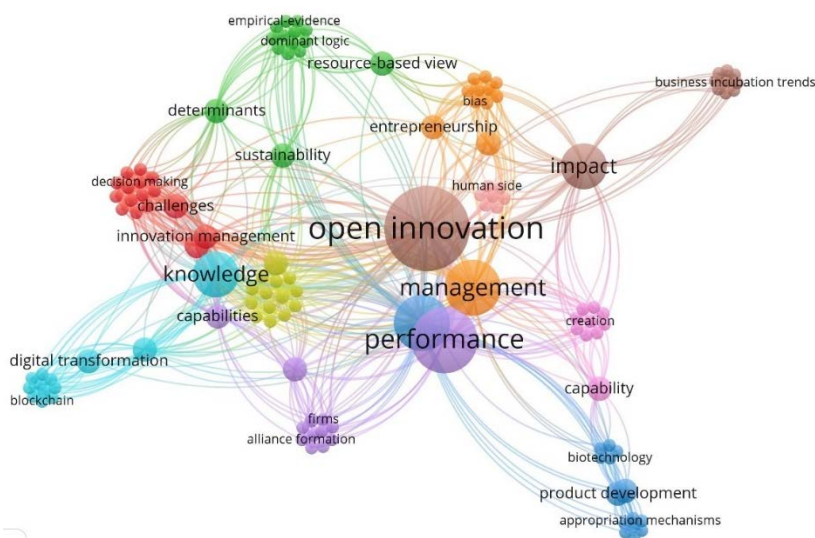 empirical-evidence
dominant logic
resource-based view
business incubation trends
bias
determinants
entrepreneurship
sustainability
impact
decision making
human side
challenges
open innovation
innovation management
knowledge
management
capabilities
creation
performance
digital transformation
capability
blockchain
firms
alliance formation
biotechnology
product development
appropriation mechanisms